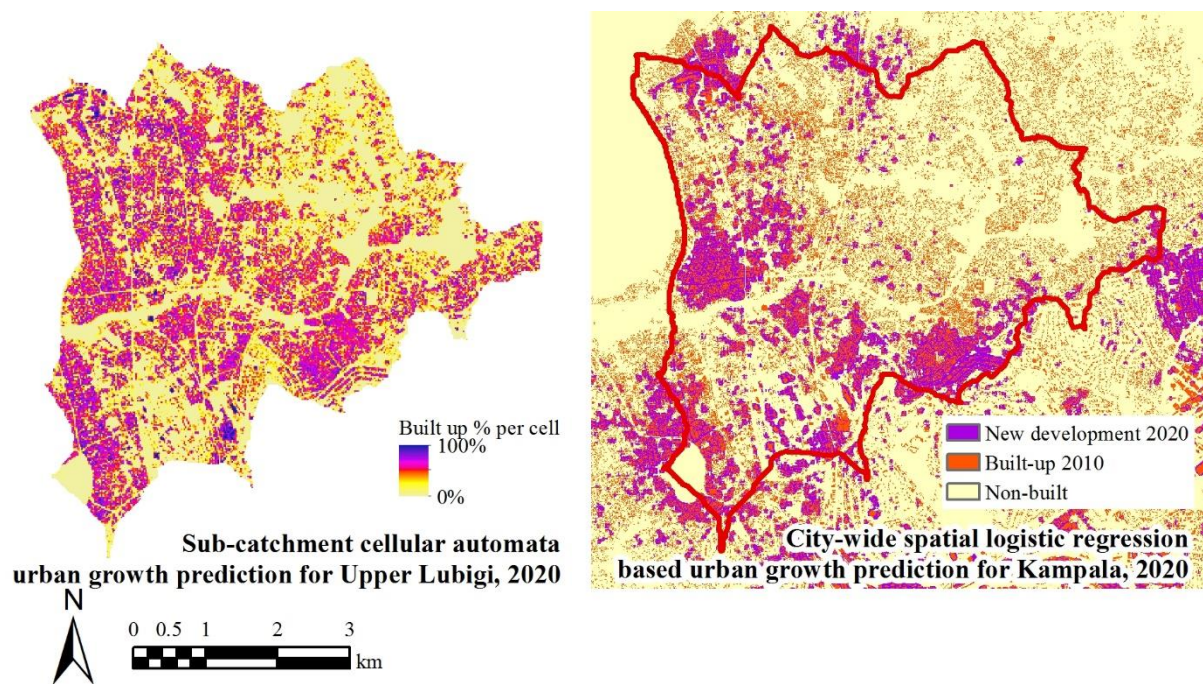 Built up % per cell
100%
0%
Sub-catchment cellular automata
urban growth prediction for Upper Lubigi, 2020
New development 2020
Built-up 2010
Non-built
City-wide spatial logistic regression
based urban growth prediction for Kampala, 2020
N
0 0.5 1 2 3
km